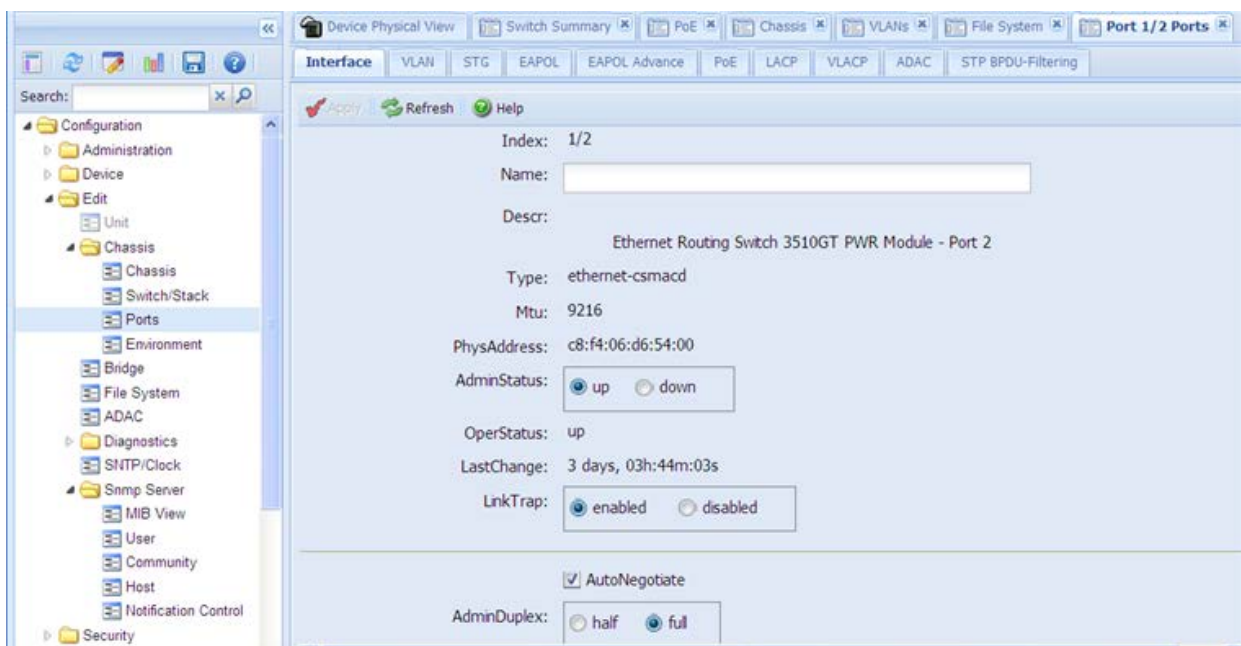 Device Physical View
Switch Summary
PoE
Chassis
VLANs
File System
Port 1/2 Ports
Interface
VLAN
STG
EAPOL
EAPOL Advance
PoE
LACP
VLACP
ADAC
STP BPDU-Filtering
Search:
Configuration
Administration
Device
Edit
Unit
Chassis
Chassis
Switch/Stack
Ports
Environment
Bridge
File System
ADAC
Diagnostics
SNTP/Clock
Snmp Server
MIB View
User
Community
Host
Notification Control
Security
Apply Refresh Help
Index: 1/2
Name:
Descr:
Ethernet Routing Switch 3510GT PWR Module - Port 2
Type: ethernet-csmacd
Mtu: 9216
PhysAddress: c8:f4:06:d6:54:00
AdminStatus: up down
OperStatus: up
LastChange: 3 days, 03h:44m:03s
LinkTrap: enabled disabled
AutoNegotiate
AdminDuplex: half full